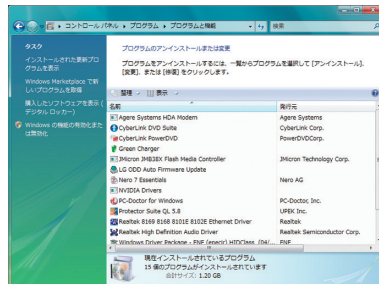 コントロール パネル ▸ プログラム ▸ プログラムと機能
検索
タスク
インストールされた更新プログラムを表示
Windows Marketplace で新しいプログラムを取得
購入したソフトウェアを表示 (デジタル ロッカー)
Windows の機能の有効化または無効化
プログラムのアンインストールまたは変更
プログラムをアンインストールするには、一覧からプログラムを選択して [アンインストール]、
[変更]、または [修復] をクリックします。
整理 表示
名前 発行元
Agere Systems HDA Modem Agere Systems
CyberLink DVD Suite CyberLink Corp.
CyberLink PowerDVD PowerDVDCorp.
Green Charger
JMicron JMB38X Flash Media Controller JMicron Technology Corp.
LG ODD Auto Firmware Update
Nero 7 Essentials Nero AG
NVIDIA Drivers
PC-Doctor for Windows PC-Doctor, Inc.
Protector Suite QL 5.8 UPEK Inc.
Realtek 8169 8168 8101E 8102E Ethernet Driver Realtek
Realtek High Definition Audio Driver Realtek Semiconductor Corp.
Windows Driver Package - ENE (enecir) HIDClass (04/... ENE
現在インストールされているプログラム
15 個のプログラムがインストールされています
合計サイズ: 1.20 GB